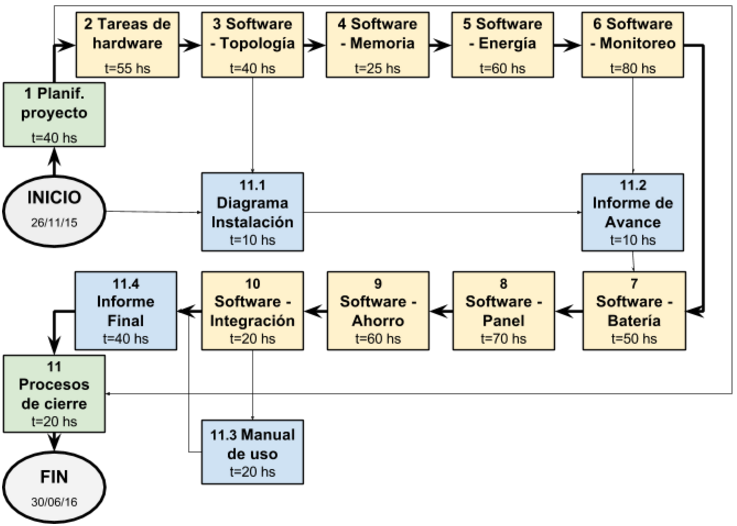 2 Tareas de
hardware
t=55 hs
3 Software
- Topología
t=40 hs
4 Software
- Memoria
t=25 hs
5 Software
- Energía
t=60 hs
6 Software
- Monitoreo
t=80 hs
1 Planif.
proyecto
t=40 hs
INICIO
26/11/15
11.1
Diagrama
Instalación
t=10 hs
11.2
Informe de
Avance
t=10 hs
11.4
Informe
Final
t=40 hs
10
Software -
Integración
t=20 hs
9
Software -
Ahorro
t=60 hs
8
Software -
Panel
t=70 hs
7
Software -
Batería
t=50 hs
11
Procesos
de cierre
t=20 hs
11.3 Manual
de uso
t=20 hs
FIN
30/06/16